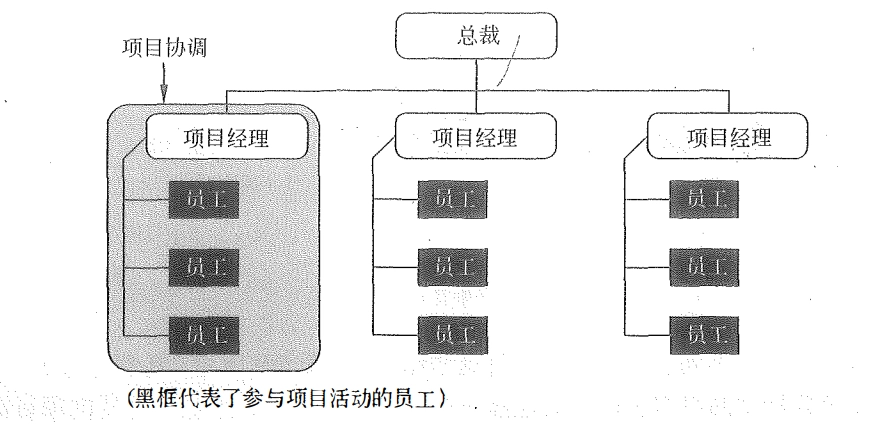 总裁
项目协调
项目经理 项目经理 项目经理
员工 员工 员工
员工 员工 员工
员工 员工 员工
(黑框代表了参与项目活动的员工)